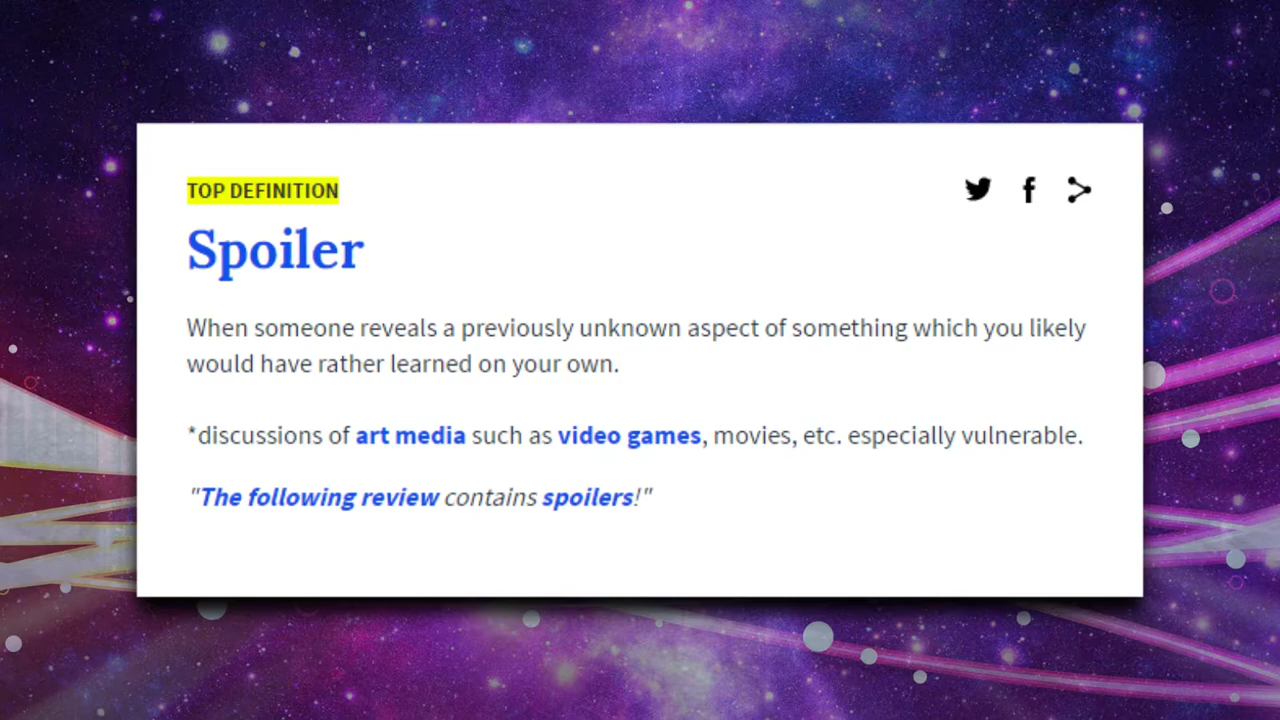 TOP DEFINITION
Spoiler
When someone reveals a previously unknown aspect of something which you likely
would have rather learned on your own.
*discussions of art media such as video games, movies, etc. especially vulnerable.
"The following review contains spoilers!"